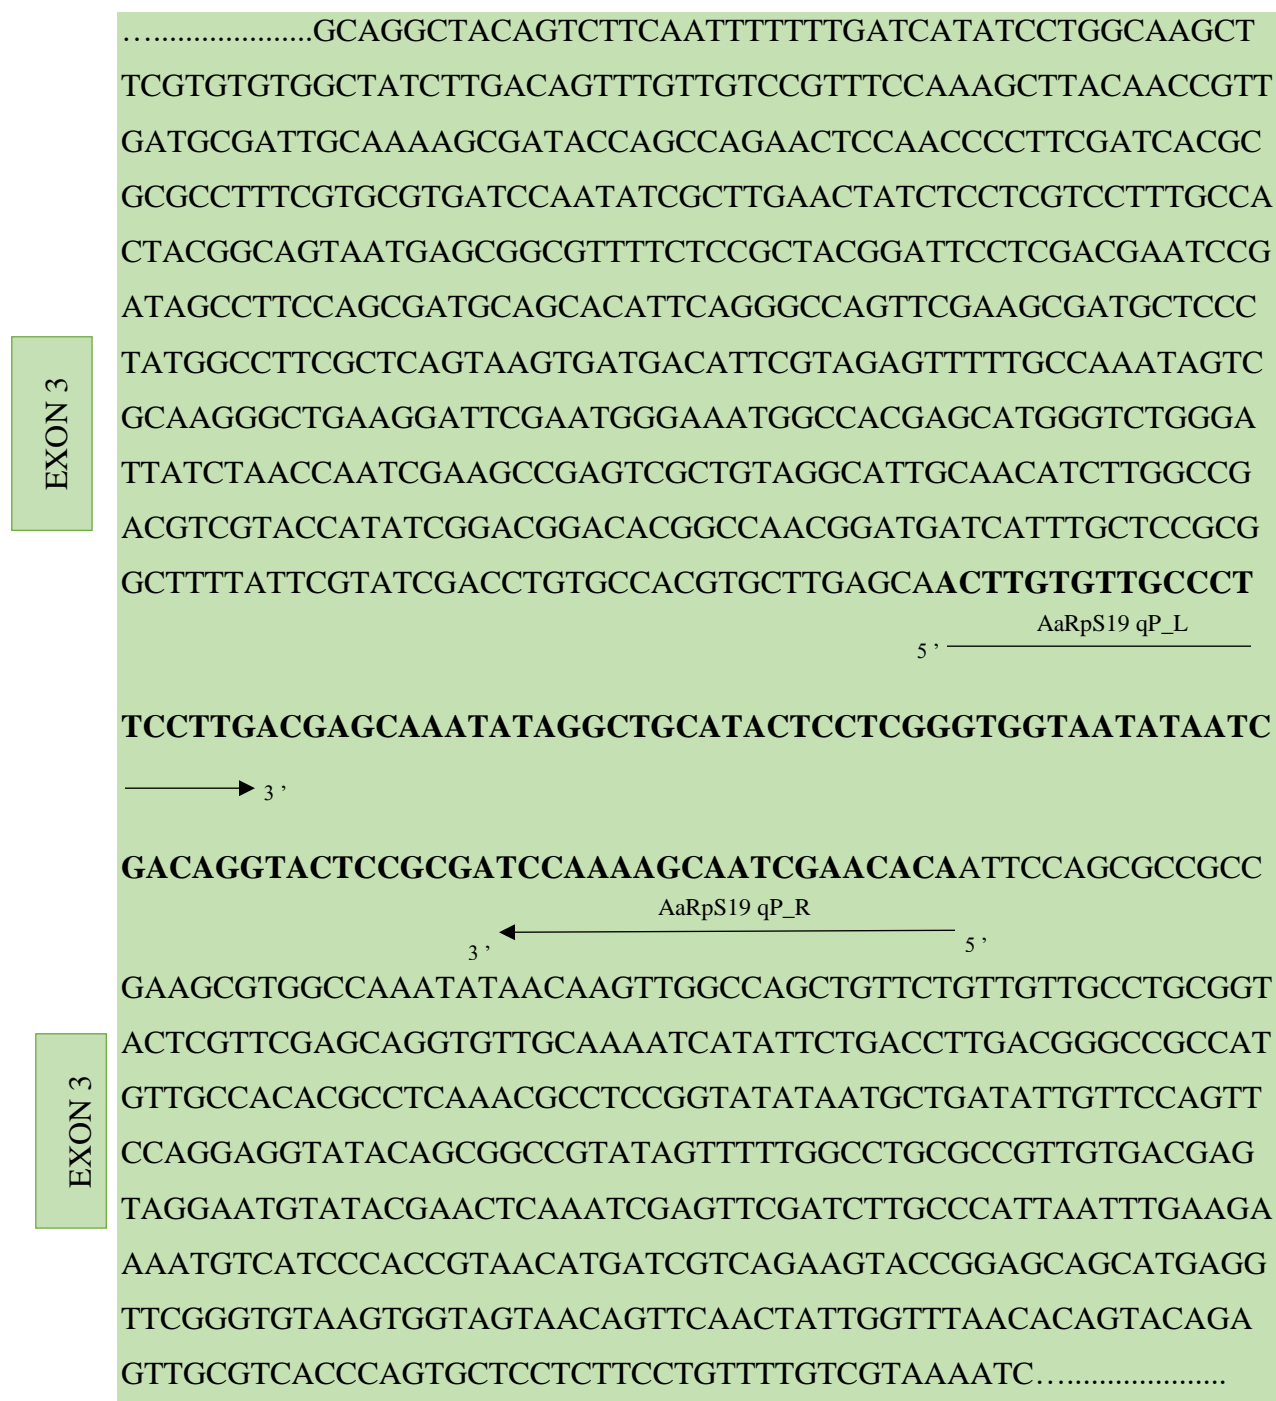 ….....................GCAGGCTACAGTCTTCAATTTTTTTGATCATATCCTGGCAAGCT
TCGTGTGTGGCTATCTTGACAGTTTGTTGTCCGTTTCCAAAGCTTACAACCGTT
GATGCGATTGCAAAAGCGATACCAGCCAGAACTCCAACCCCTTCGATCACGC
GCGCCTTTCGTGCGTGATCCAATATCGCTTGAACTATCTCCTCGTCCTTTGCCA
CTACGGCAGTAATGAGCGGCGTTTTCTCCGCTACGGATTCCTCGACGAATCCG
ATAGCCTTCCAGCGATGCAGCACATTCAGGGCCAGTTCGAAGCGATGCTCCC
TATGGCCTTCGCTCAGTAAGTGATGACATTCGTAGAGTTTTTGCCAAATAGTC
GCAAGGGCTGAAGGATTCGAATGGGAAATGGCCACGAGCATGGGTCTGGGA
EXON 3
TTATCTAACCAATCGAAGCCGAGTCGCTGTAGGCATTGCAACATCTTGGCCG
ACGTCGTACCATATCGGACGGACACGGCCAACGGATGATCATTTGCTCCGCG
GCTTTTATTCGTATCGACCTGTGCCACGTGCTTGAGCAACTTGTGTTGCCCT
AaRpS19 qP_L
5 ’
TCCTTGACGAGCAAATATAGGCTGCATACTCCTCGGGTGGTAATATAATC
3 ’
GACAGGTACTCCGCGATCCAAAAGCAATCGAACACAATTCCAGCGCCGCC
AaRpS19 qP_R
3 ’ 5 ’
GAAGCGTGGCCAAATATAACAAGTTGGCCAGCTGTTCTGTTGTTGCCTGCGGT
ACTCGTTCGAGCAGGTGTTGCAAAATCATATTCTGACCTTGACGGGCCGCCAT
GTTGCCACACGCCTCAAACGCCTCCGGTATATAATGCTGATATTGTTCCAGTT
EXON 3
CCAGGAGGTATACAGCGGCCGTATAGTTTTTGGCCTGCGCCGTTGTGACGAG
TAGGAATGTATACGAACTCAAATCGAGTTCGATCTTGCCCATTAATTTGAAGA
AAATGTCATCCCACCGTAACATGATCGTCAGAAGTACCGGAGCAGCATGAGG
TTCGGGTGTAAGTGGTAGTAACAGTTCAACTATTGGTTTAACACAGTACAGA
GTTGCGTCACCCAGTGCTCCTCTTCCTGTTTTGTCGTAAAATC….....................